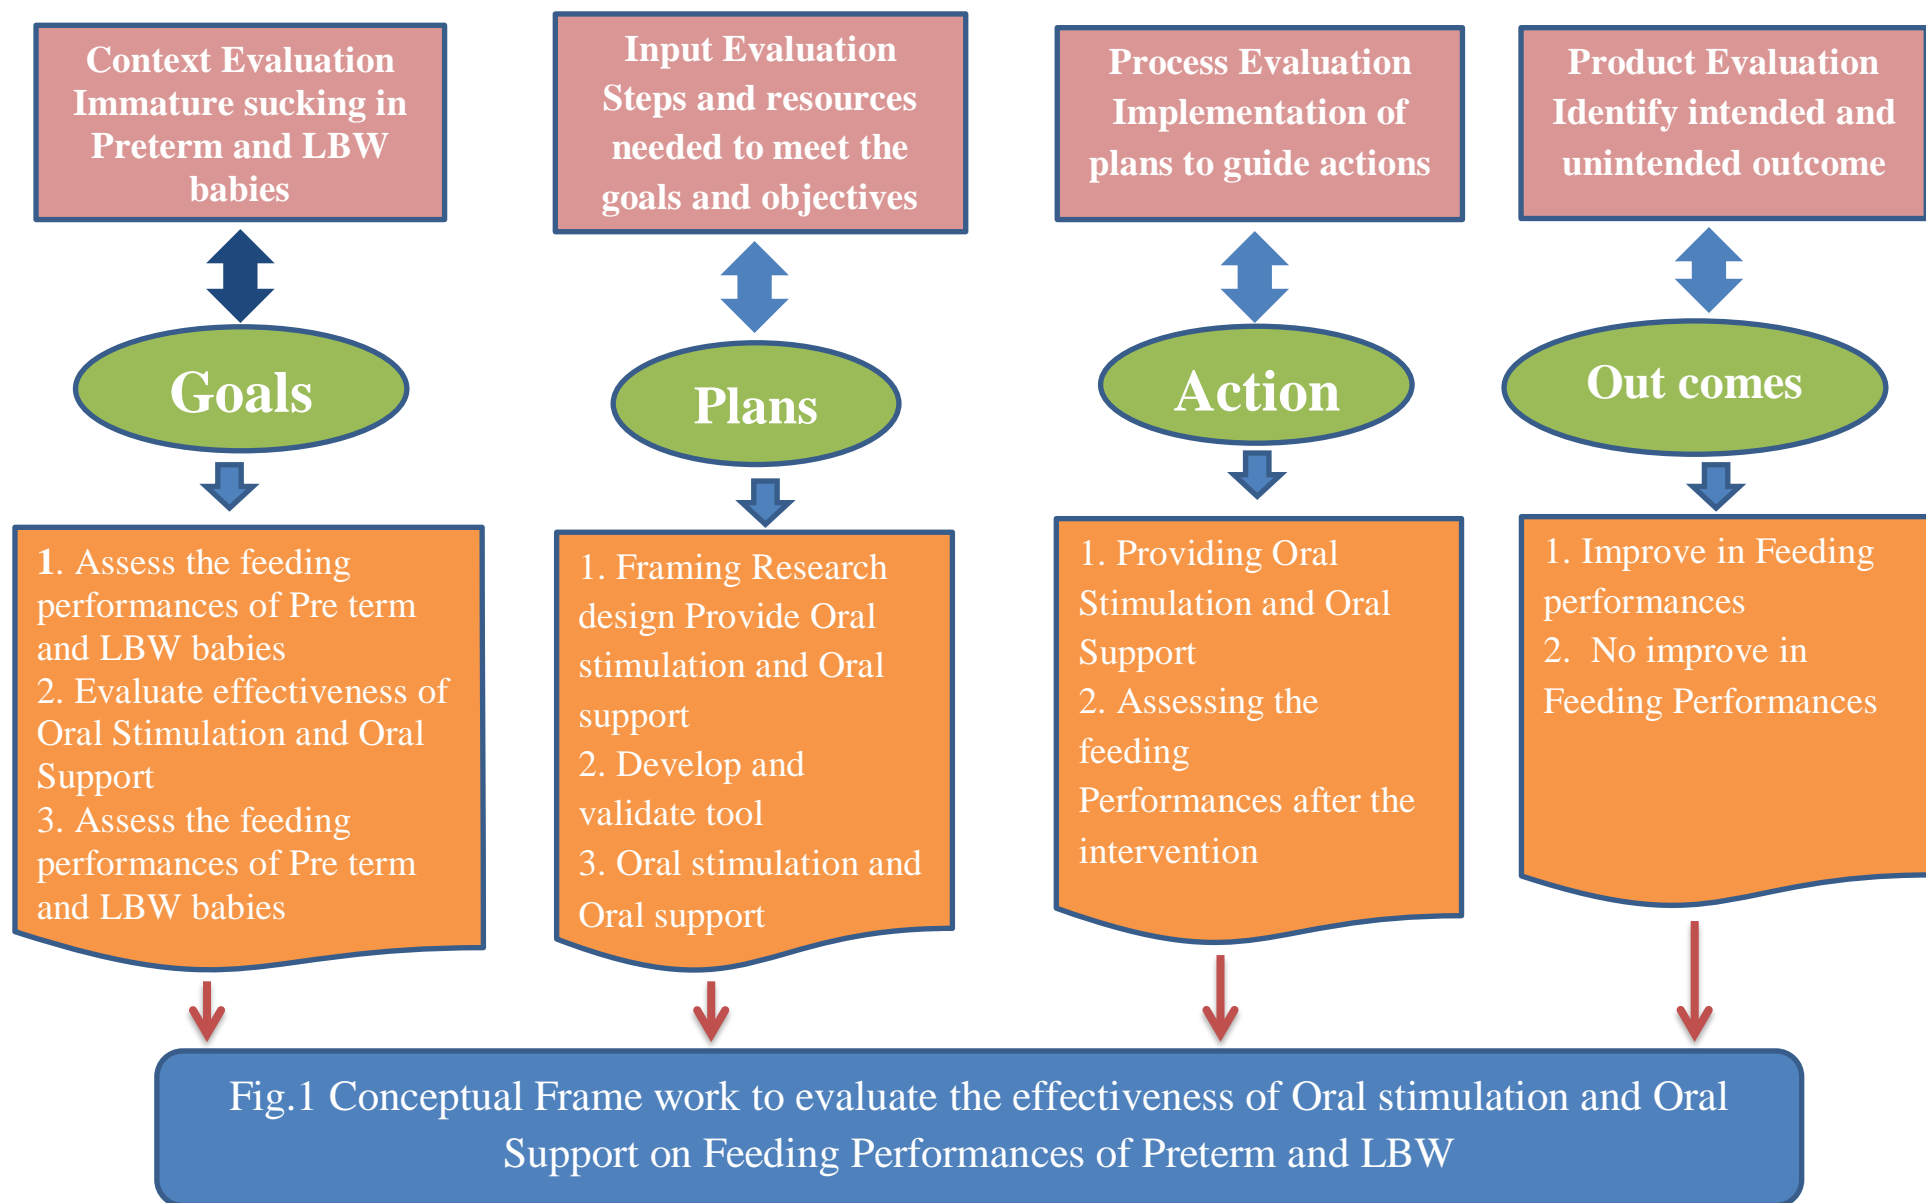 Context Evaluation
Immature sucking in
Preterm and LBW
babies
Input Evaluation
Steps and resources
needed to meet the
goals and objectives
Process Evaluation
Implementation of
plans to guide actions
Product Evaluation
Identify intended and
unintended outcome
Goals
Plans
Action
Out comes
1. Assess the feeding
performances of Pre term
and LBW babies
2. Evaluate effectiveness of
Oral Stimulation and Oral
Support
3. Assess the feeding
performances of Pre term
and LBW babies
1. Framing Research
design Provide Oral
stimulation and Oral
support
2. Develop and
validate tool
3. Oral stimulation and
Oral support
1. Providing Oral
Stimulation and Oral
Support
2. Assessing the
feeding
Performances after the
intervention
1. Improve in Feeding
performances
2. No improve in
Feeding Performances
Fig.1 Conceptual Frame work to evaluate the effectiveness of Oral stimulation and Oral
Support on Feeding Performances of Preterm and LBW